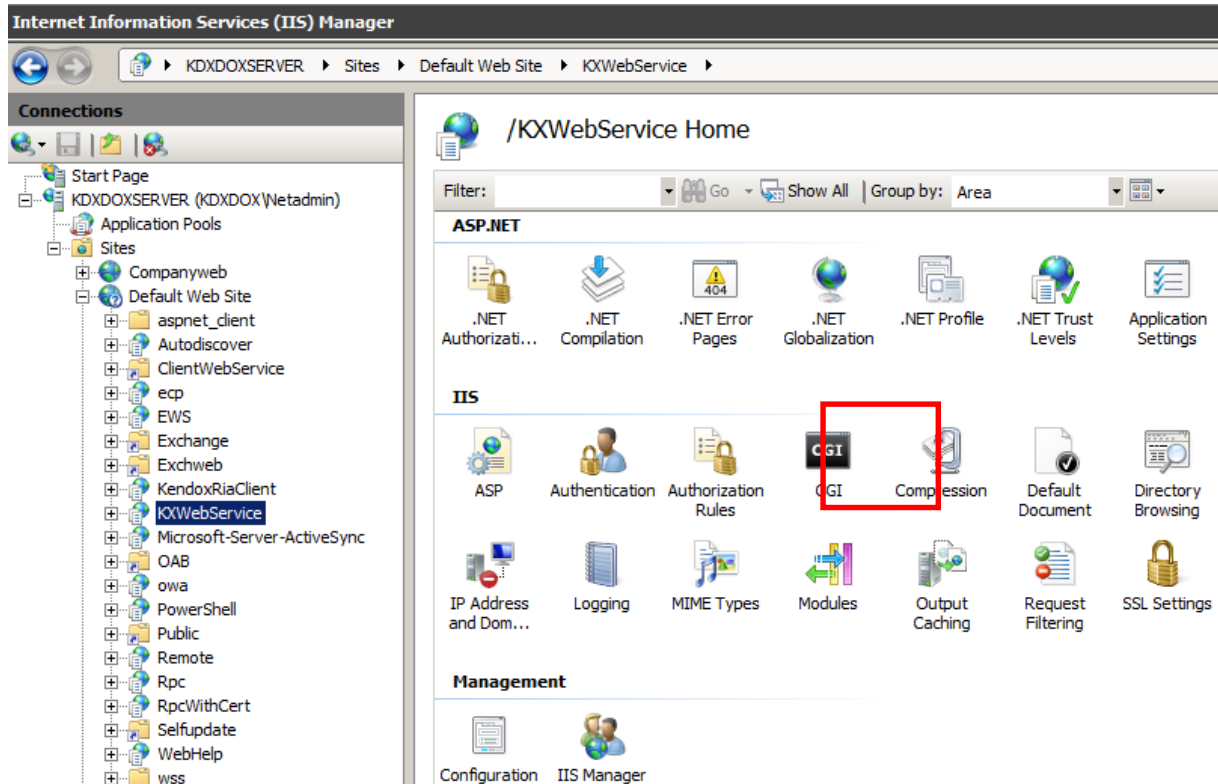 Internet Information Services (IIS) Manager
KDXDOXSERVER Sites Default Web Site KXWebService
Connections
Start Page
KDXDOXSERVER (KDXDOX\Netadmin)
Application Pools
Sites
Companyweb
Default Web Site
aspnet_client
Autodiscover
ClientWebService
ecp
EWS
Exchange
Exchweb
KendoxRiaClient
KXWebService
Microsoft-Server-ActiveSync
OAB
owa
PowerShell
Public
Remote
Rpc
RpcWithCert
Selfupdate
WebHelp
wss
/KXWebService Home
Filter: Go Show All Group by: Area
ASP.NET
404
.NET Authorizati...
.NET Compilation
.NET Error Pages
.NET Globalization
.NET Profile
.NET Trust Levels
Application Settings
IIS
CGI
ASP
Authentication
Authorization Rules
CGI
Compression
Default Document
Directory Browsing
IP Address and Dom...
Logging
MIME Types
Modules
Output Caching
Request Filtering
SSL Settings
Management
Configuration
IIS Manager